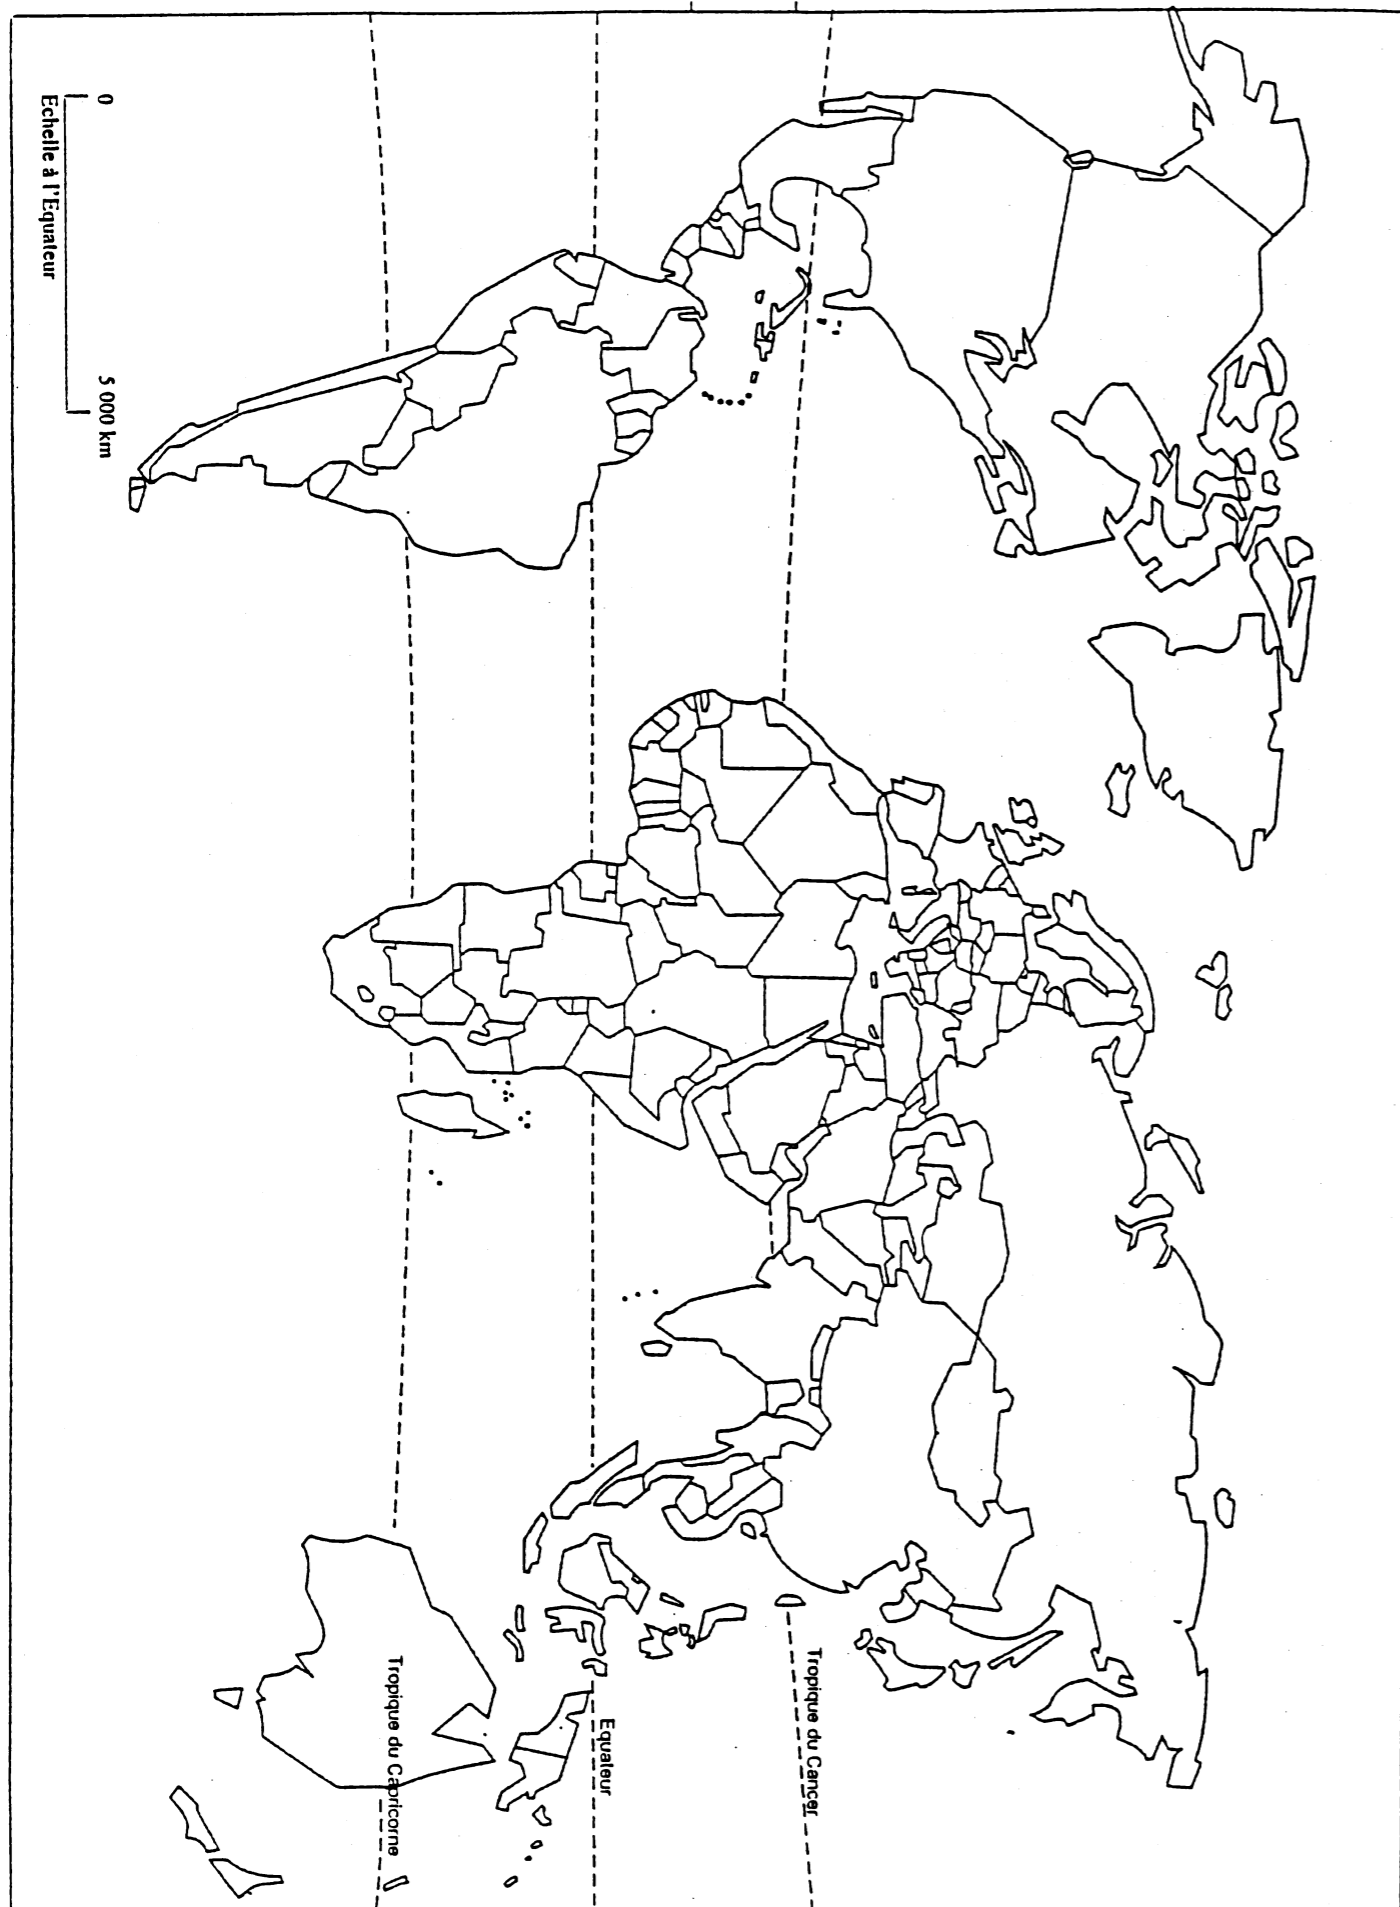 Tropique du Cancer
Equateur
Tropique du Capricorne
0 5 000 km
Echelle à l'Equateur